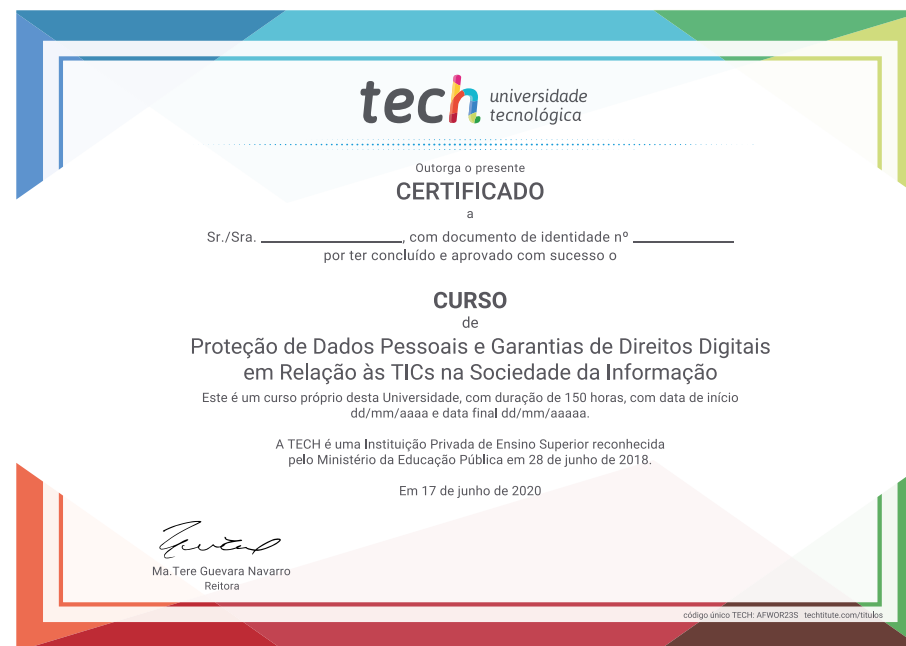 tech universidade
tecnológica
Outorga o presente
CERTIFICADO
a
Sr./Sra. ____________, com documento de identidade nº ____________
por ter concluído e aprovado com sucesso o
CURSO
de
Proteção de Dados Pessoais e Garantias de Direitos Digitais
em Relação às TICs na Sociedade da Informação
Este é um curso próprio desta Universidade, com duração de 150 horas, com data de início
dd/mm/aaaa e data final dd/mm/aaaaa.
A TECH é uma Instituição Privada de Ensino Superior reconhecida
pelo Ministério da Educação Pública em 28 de junho de 2018.
Em 17 de junho de 2020
Ma.Tere Guevara Navarro
Reitora
código único TECH: AFWOR23S techtitute.com/titulos